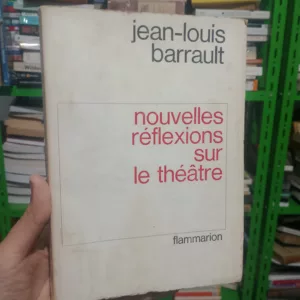 jean-louis
barrault
nouvelles
réflexions
sur
le théâtre
flammarion